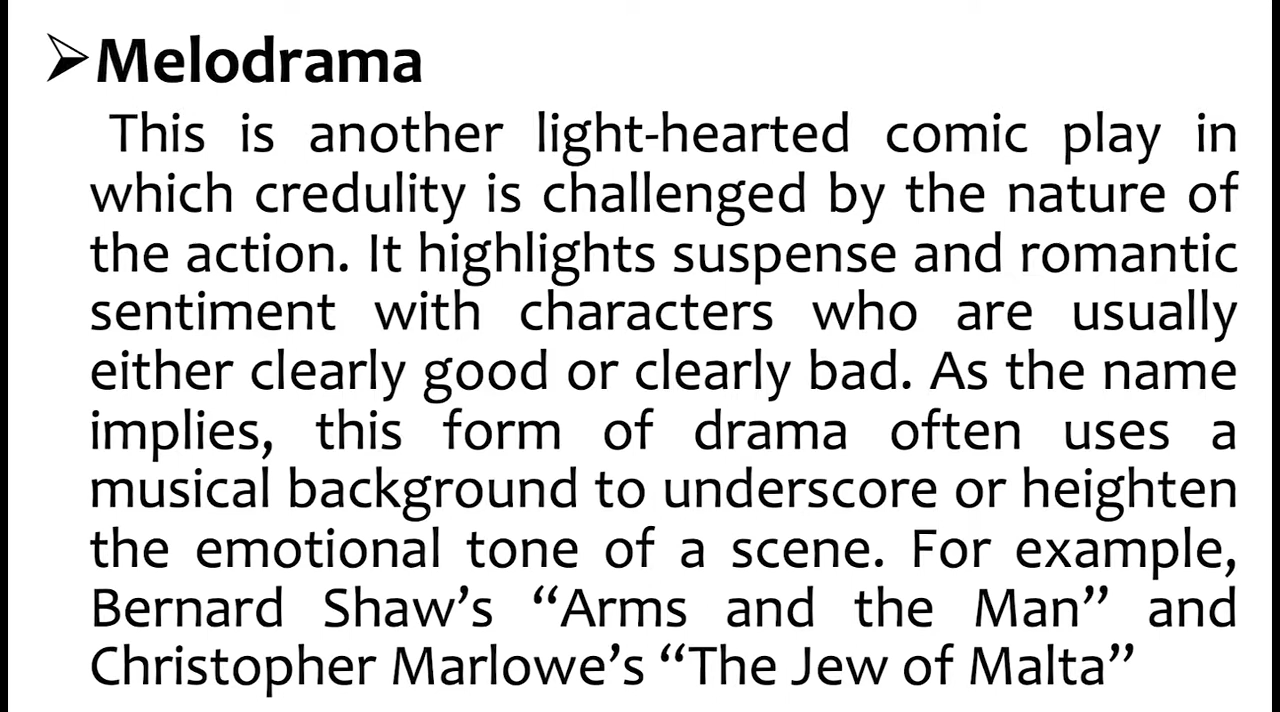 ➢Melodrama
This is another light-hearted comic play in
which credulity is challenged by the nature of
the action. It highlights suspense and romantic
sentiment with characters who are usually
either clearly good or clearly bad. As the name
implies, this form of drama often uses a
musical background to underscore or heighten
the emotional tone of a scene. For example,
Bernard Shaw’s “Arms and the Man” and
Christopher Marlowe’s “The Jew of Malta”